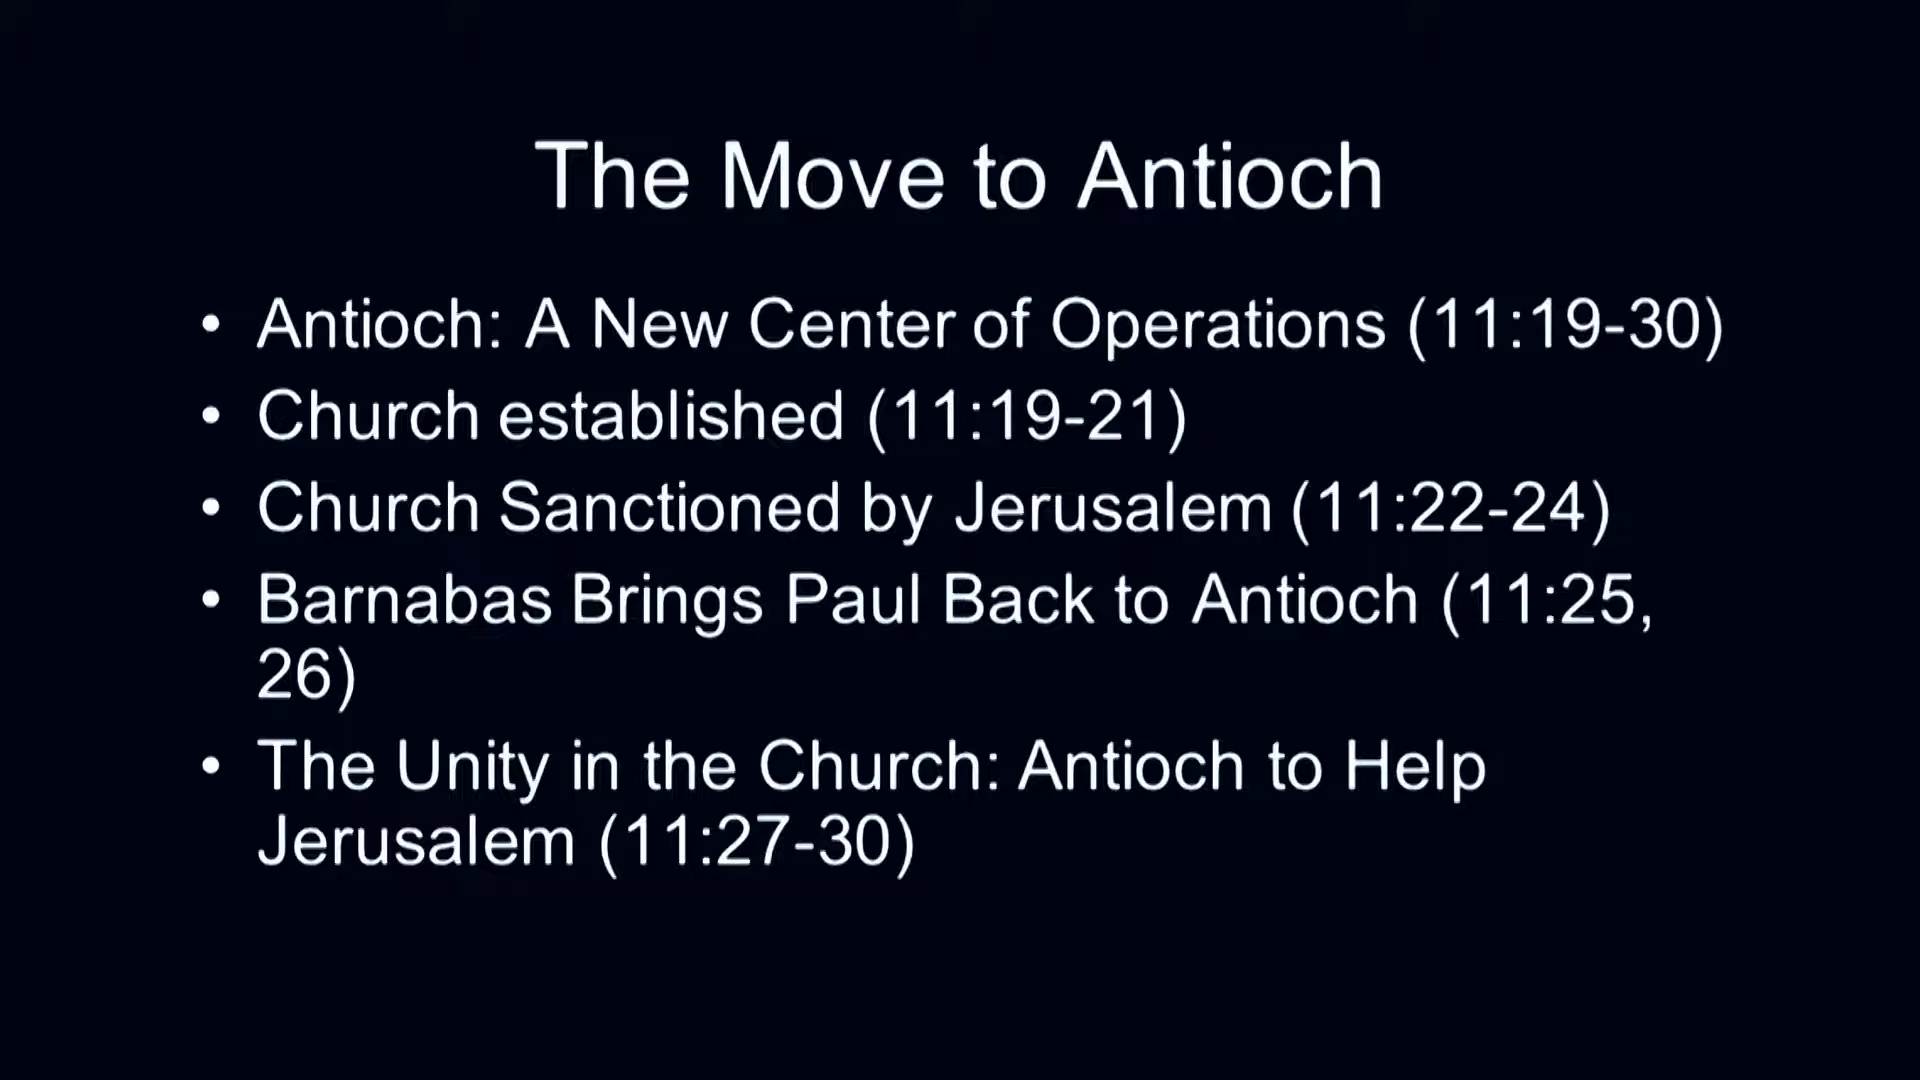 The Move to Antioch
• Antioch: A New Center of Operations (11:19-30)
• Church established (11:19-21)
• Church Sanctioned by Jerusalem (11:22-24)
• Barnabas Brings Paul Back to Antioch (11:25,
26)
• The Unity in the Church: Antioch to Help
Jerusalem (11:27-30)